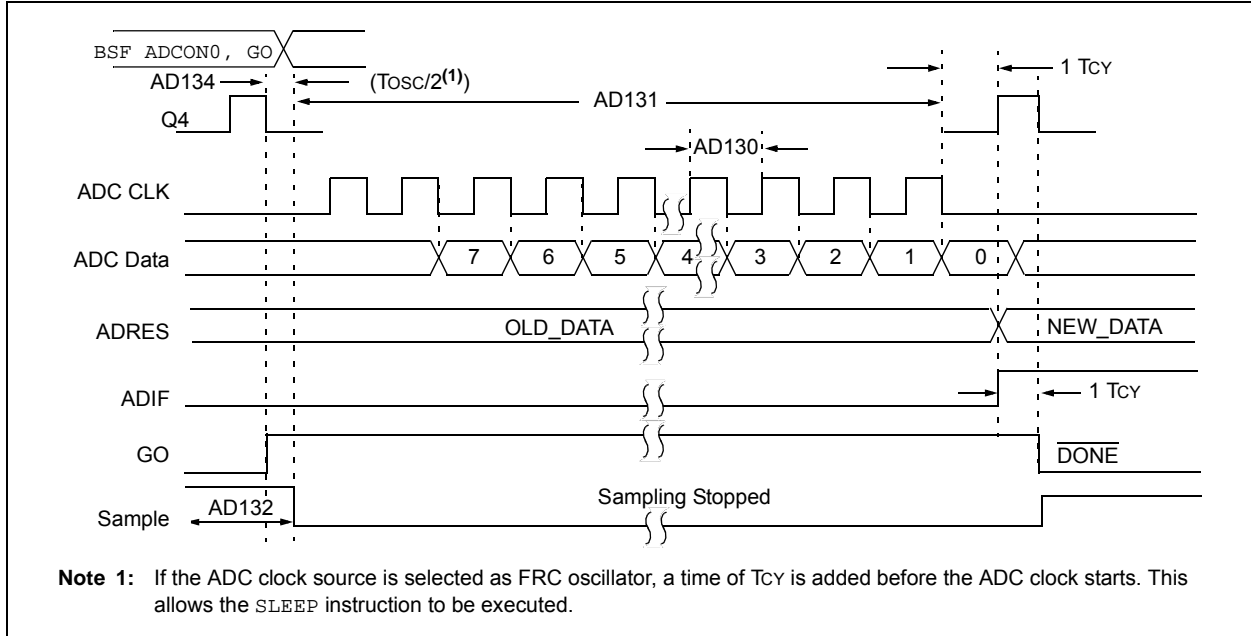 BSF ADCON0, GO
AD134
(TOSC/2(1))
1 TCY
AD131
Q4
AD130
ADC CLK
ADC Data
7 6 5 4 3 2 1 0
ADRES
OLD_DATA
NEW_DATA
ADIF
1 TCY
GO
DONE
Sampling Stopped
AD132
Sample
Note 1: If the ADC clock source is selected as FRC oscillator, a time of TCY is added before the ADC clock starts. This
allows the SLEEP instruction to be executed.